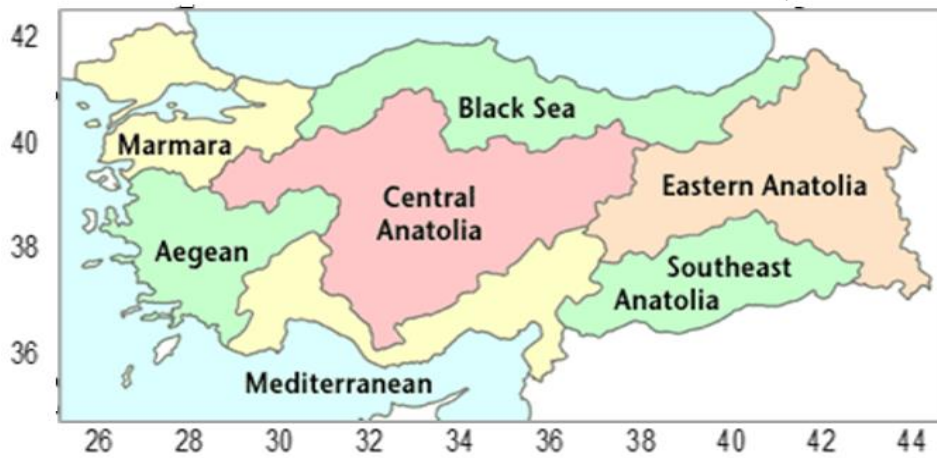 42
Black Sea
40
Marmara
Eastern Anatolia
Central
Anatolia
38
Aegean
Southeast
Anatolia
36
Mediterranean
26 28 30 32 34 36 38 40 42 44